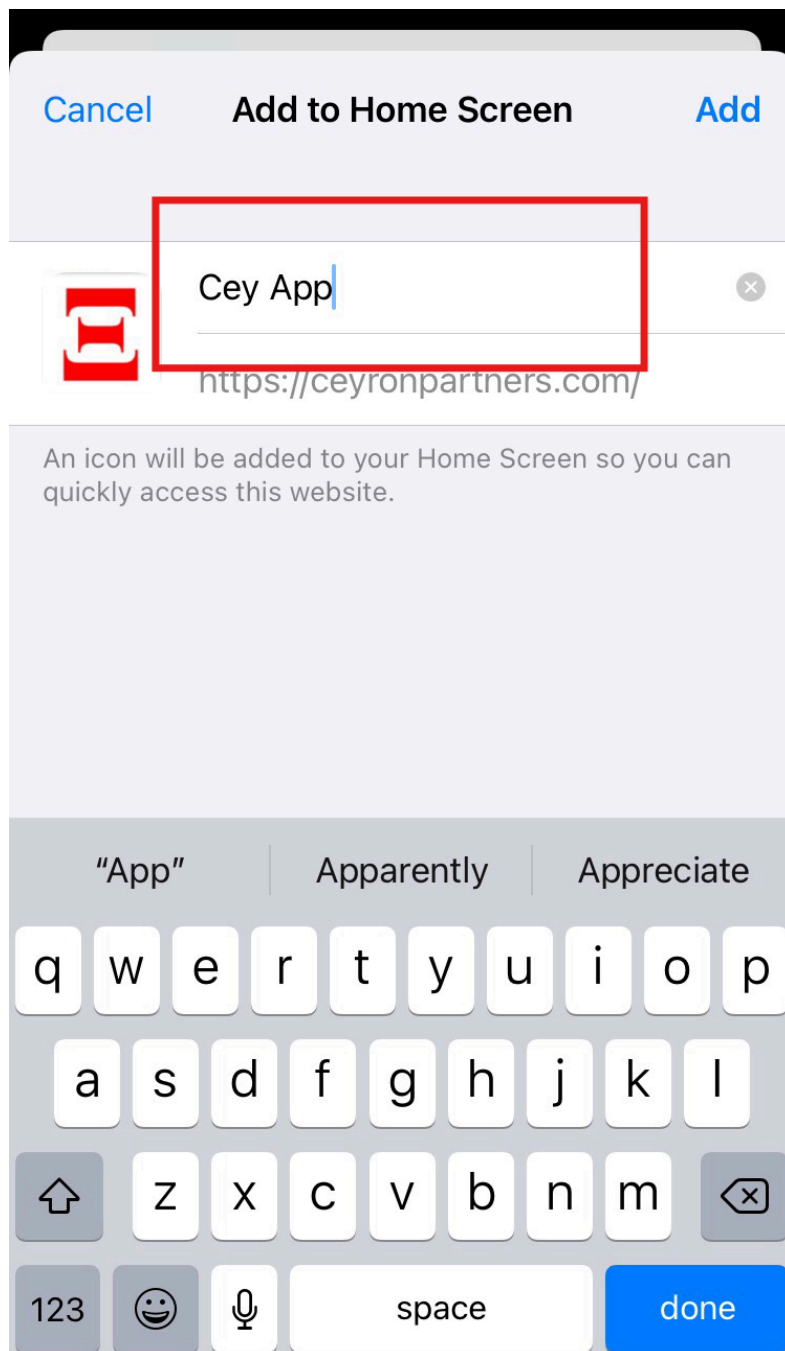 Cancel Add to Home Screen Add
Cey App
https://ceyronpartners.com/
An icon will be added to your Home Screen so you can
quickly access this website.
“App” Apparently Appreciate
q w e r t y u i o p
a s d f g h j k l
z x c v b n m
123 space done